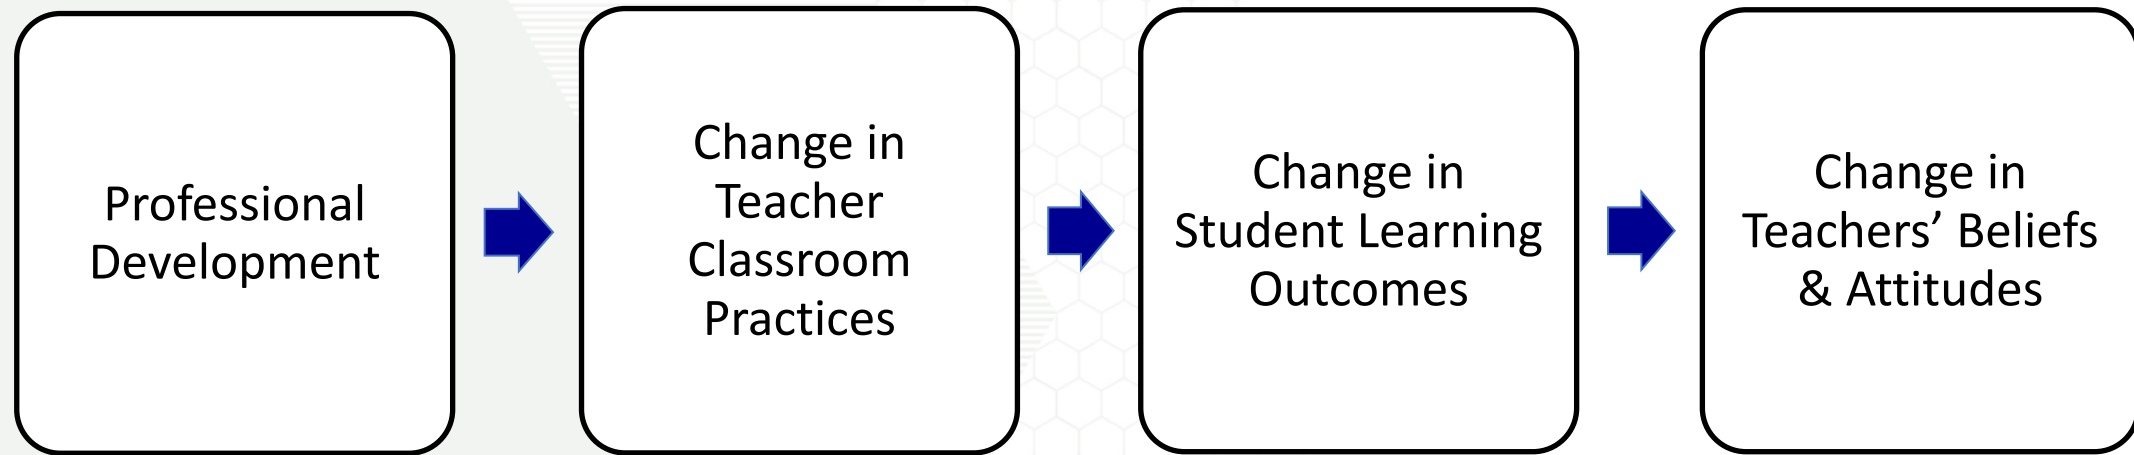 Professional
Development
Change in
Teacher
Classroom
Practices
Change in
Student Learning
Outcomes
Change in
Teachers’ Beliefs
& Attitudes